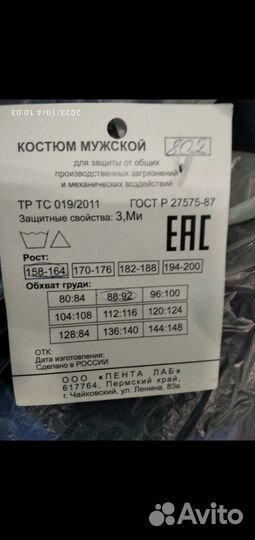 2023/10/4 10:03
КОСТЮМ МУЖСКОЙ 802
для защиты от общих
производственных загрязнений
и механических воздействий
ТР ТС 019/2011 ГОСТ Р 27575-87
Защитные свойства: З,Ми
EAC
Рост:
158-164 170-176 182-188 194-200
Обхват груди:
80:84 88:92 96:100
104:108 112:116 120:124
128:84 136:140 144:148
ОТК:
Дата изготовления:
Сделано в РОССИИ
ООО «ПЕНТА ЛАБ»
617764, Пермский край,
г. Чайковский, ул. Ленина, 83а
Avito